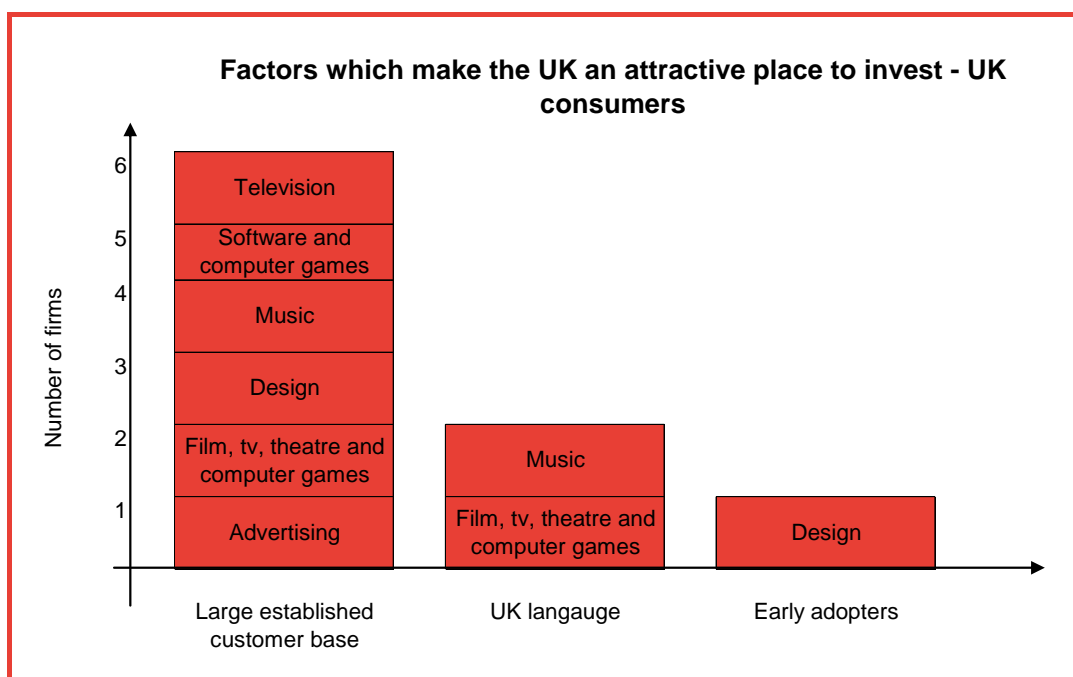 Factors which make the UK an attractive place to invest - UK
consumers
Number of firms
6
5
4
3
2
1
Television
Software and
computer games
Music
Design
Film, tv, theatre and
computer games
Advertising
Music
Film, tv, theatre and
computer games
Design
Large established
customer base
UK langauge
Early adopters